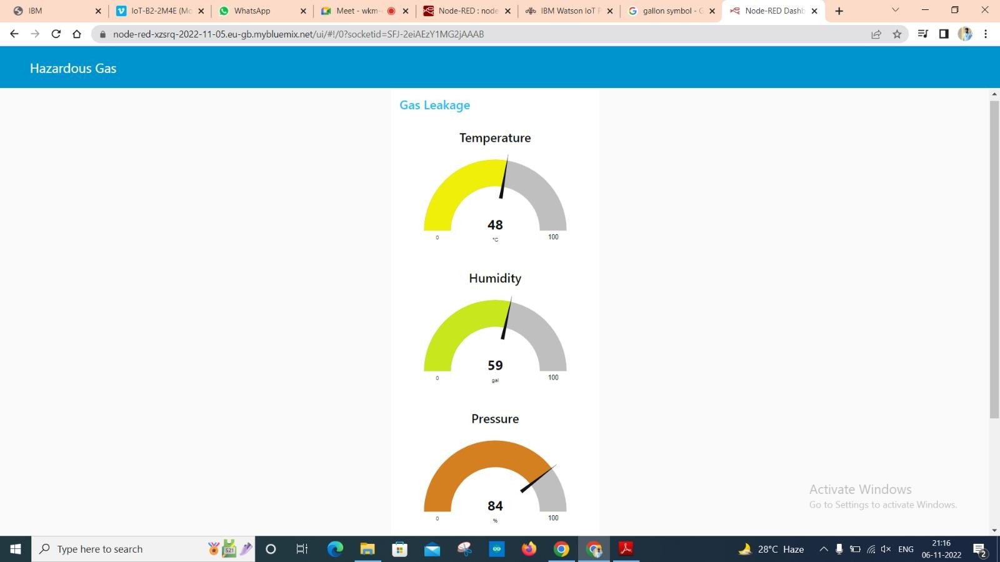 IBM
IoT-B2-2M4E (Mc
WhatsApp
Meet - wkm-
Node-RED : node
IBM Watson IoT P
gallon symbol - G
Node-RED Dashb
node-red-xzsrq-2022-11-05.eu-gb.mybluemix.net/ui/#!/0?socketid=SFJ-2eiAEzY1MG2jAAAB
Hazardous Gas
Gas Leakage
Temperature
48
°C
0
100
Humidity
59
gal
0
100
Pressure
84
%
0
100
Activate Windows
Go to Settings to activate Windows.
Type here to search
521
28°C Haze
ENG
21:16
06-11-2022
2